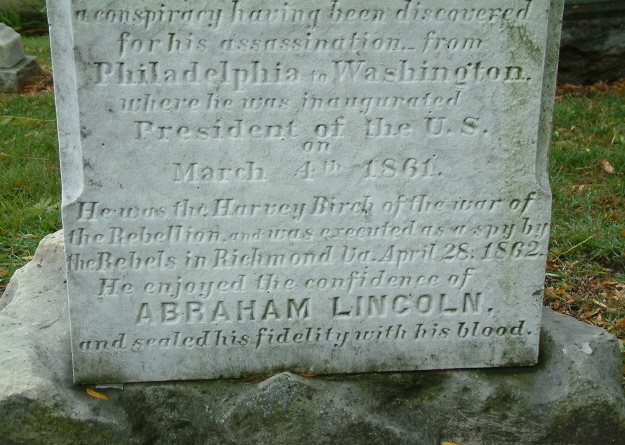 a conspiracy having been discovered
for his assassination_ from
Philadelphia to Washington.
where he was inaugurated
President of the U.S.
on
March 4th 1861.
He was the Harvey Birch of the war of
the Rebellion, and was executed as a spy by
the Rebels in Richmond Va. April 28: 1862.
He enjoyed the confidence of
ABRAHAM LINCOLN,
and sealed his fidelity with his blood.